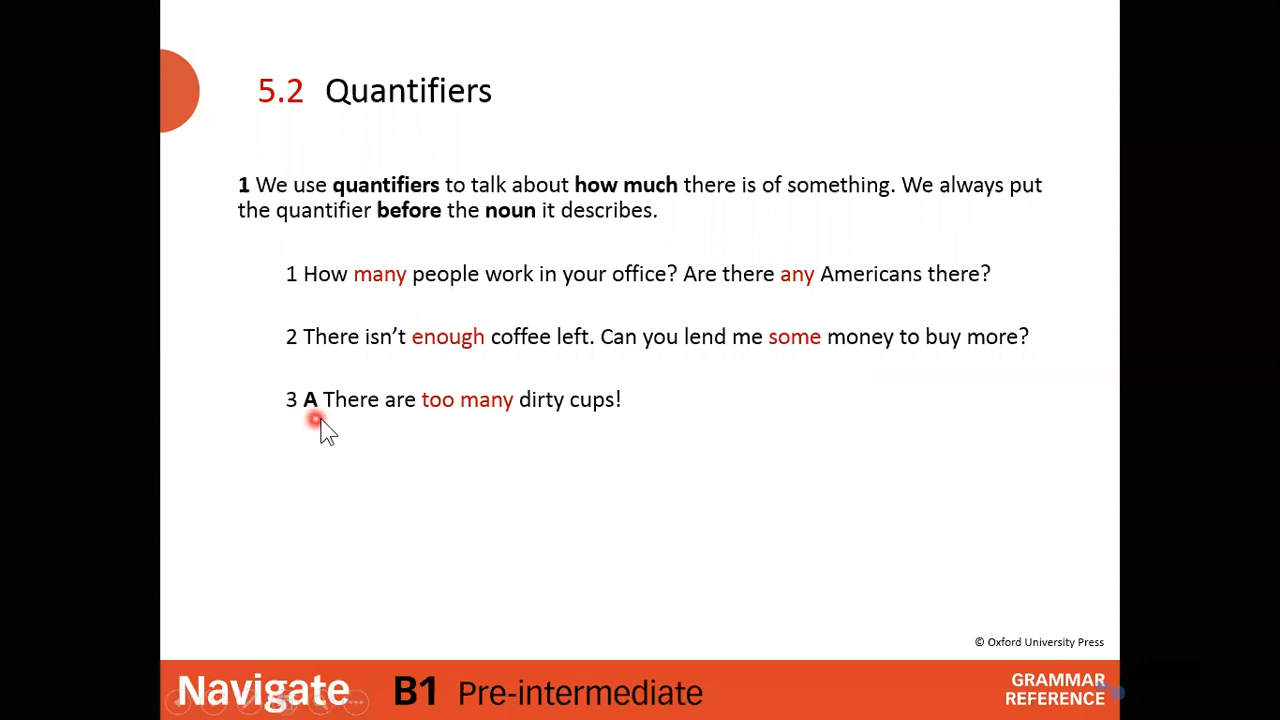 5.2 Quantifiers
1 We use quantifiers to talk about how much there is of something. We always put
the quantifier before the noun it describes.
1 How many people work in your office? Are there any Americans there?
2 There isn’t enough coffee left. Can you lend me some money to buy more?
3 A There are too many dirty cups!
© Oxford University Press
Navigate B1 Pre-intermediate
GRAMMAR
REFERENCE